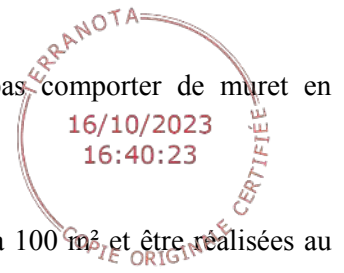 TERRANOTA
pas comporter de muret en
16/10/2023
16:40:23
à 100 m² et être réalisées au
COPIE ORIGINALE CERTIFIÉE